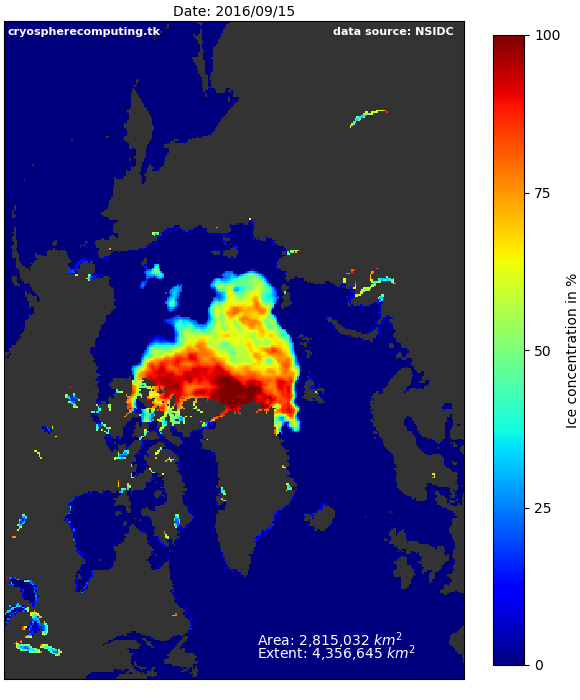 Date: 2016/09/15
cryospherecomputing.tk data source: NSIDC
100
75
50
25
0
Ice concentration in %
Area: 2,815,032 km²
Extent: 4,356,645 km²